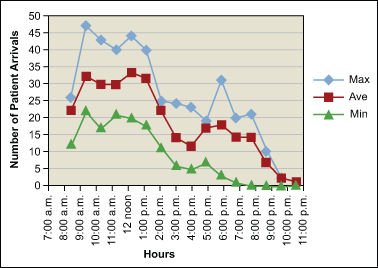 Number of Patient Arrivals
50
45
40
35
30
25
20
15
10
5
0
7:00 a.m.
8:00 a.m.
9:00 a.m.
10:00 a.m.
11:00 a.m.
12 noon
1:00 p.m.
2:00 p.m.
3:00 p.m.
4:00 p.m.
5:00 p.m.
6:00 p.m.
7:00 p.m.
8:00 p.m.
9:00 p.m.
10:00 p.m.
11:00 p.m.
Hours
Max
Ave
Min